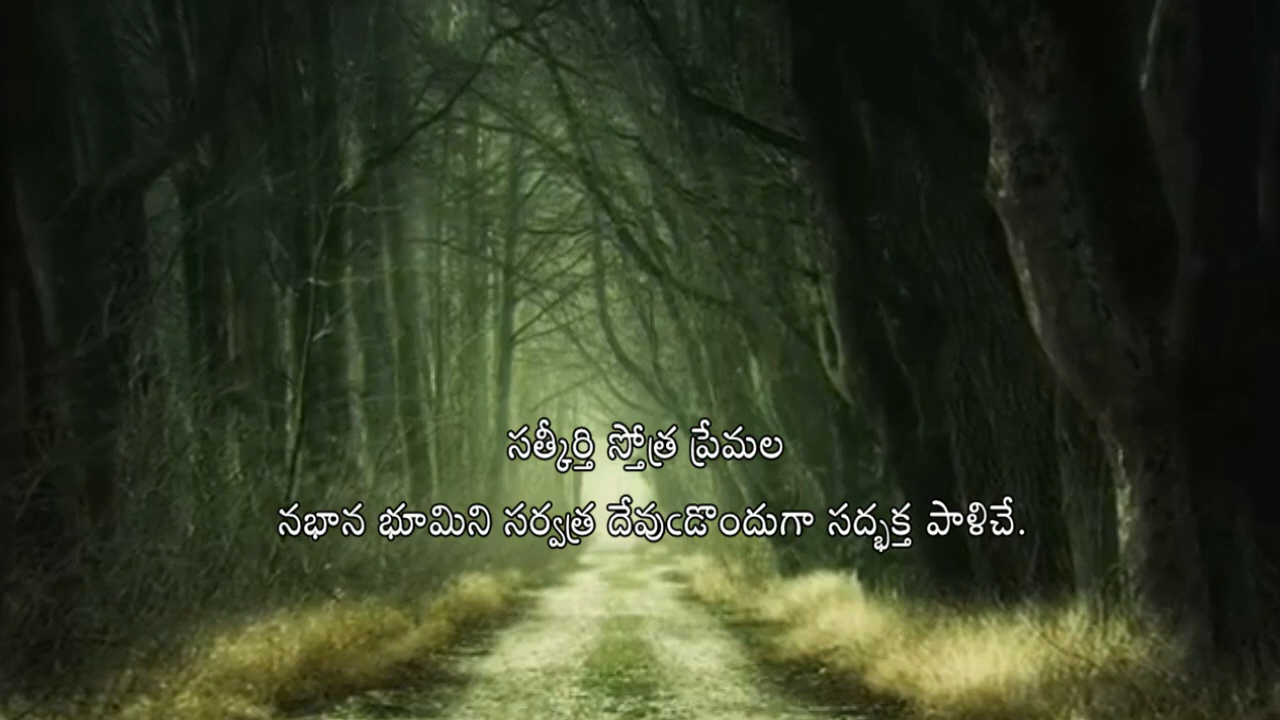 సత్కీర్తి స్తోత్ర ప్రేమల
నభాన భూమిని సర్వత్ర దేవుఁడొందుగా సద్భక్త పాళిచే.